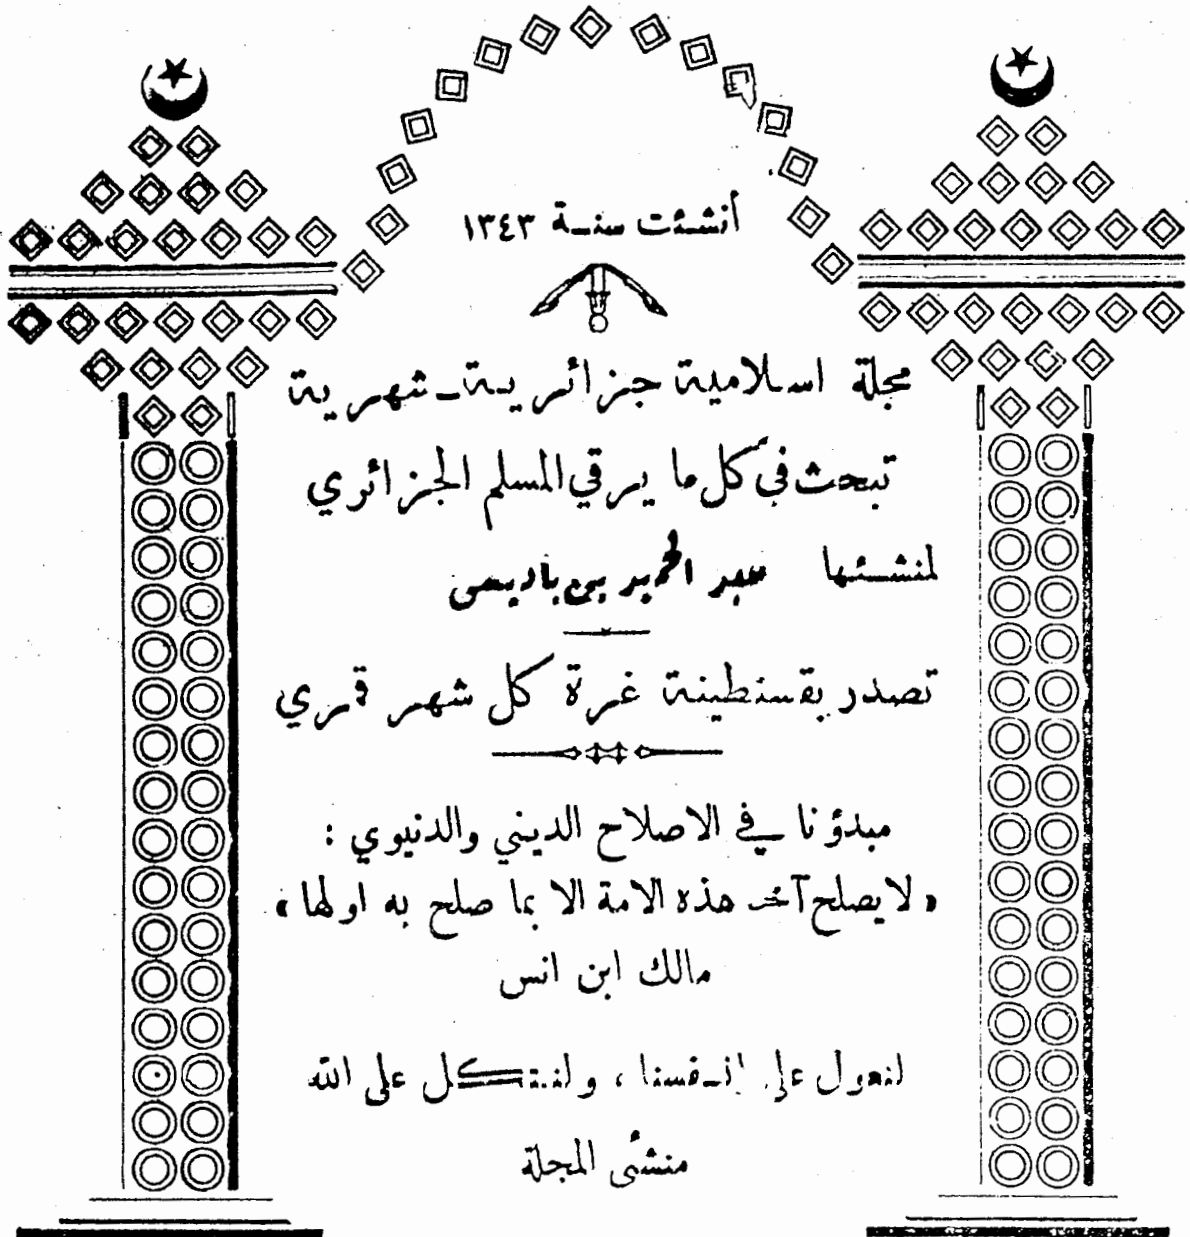 أنشئت سنة ١٣٤٣
مجلة اسلامية جزائرية - شهرية
تبحث في كل ما يرقي المسلم الجزائري
لمنشئها عبد الحميد بن باديس
تصدر بقسنطينة غرة كل شهر قمري
مبدؤنا في الاصلاح الديني والدنيوي :
« لا يصلح آخر هذه الامة الا بما صلح به اولها »
مالك ابن انس
لنعول على انفسنا ، ولنتكل على الله
منشئ المجلة